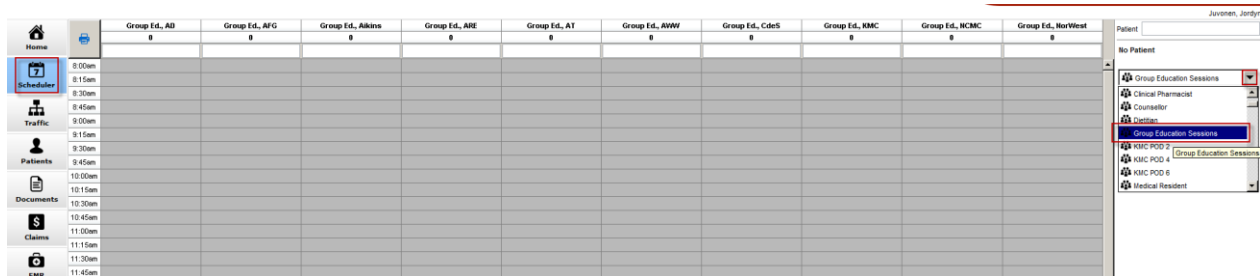 Juvonen, Jordyn
Group Ed., AB Group Ed., AFG Group Ed., Aikins Group Ed., ARE Group Ed., AT Group Ed., AWW Group Ed., CdeS Group Ed., KMC Group Ed., NCMC Group Ed., NorWest
0 0 0 0 0 0 0 0 0 0
Home
7
Scheduler
Traffic
Patients
Documents
$
Claims
EMR
8:00am
8:15am
8:30am
8:45am
9:00am
9:15am
9:30am
9:45am
10:00am
10:15am
10:30am
10:45am
11:00am
11:15am
11:30am
11:45am
Patient
No Patient
Group Education Sessions
Clinical Pharmacist
Counsellor
Dietitian
Group Education Sessions
KMC POD 2
Group Education Sessions
KMC POD 4
KMC POD 6
Medical Resident